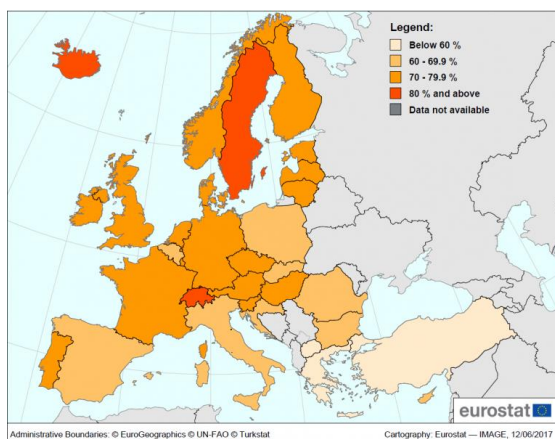 Legend:
Below 60 %
60 - 69.9 %
70 - 79.9 %
80 % and above
Data not available
eurostat
Administrative Boundaries: © EuroGeographics © UN-FAO © Turkstat
Cartography: Eurostat — IMAGE, 12/06/2017